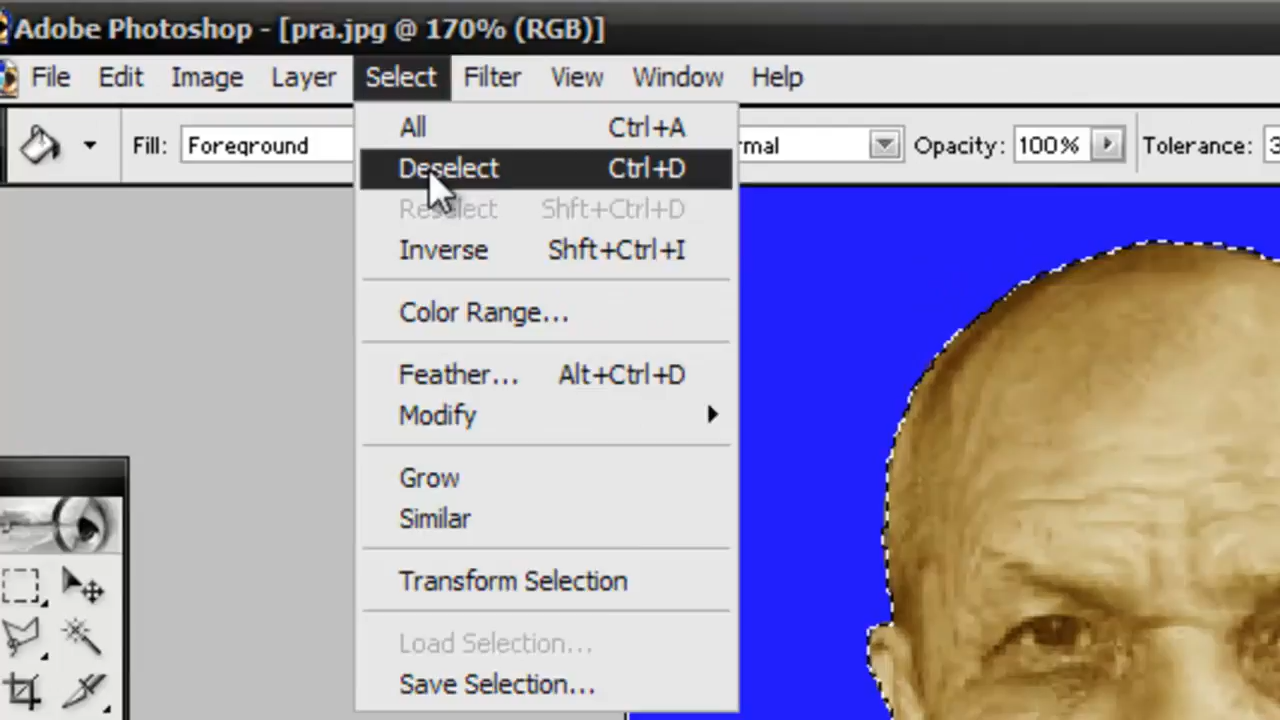 Adobe Photoshop - [pra.jpg @ 170% (RGB)]
File Edit Image Layer Select Filter View Window Help
Fill: Foreground Opacity: 100% Tolerance:
All Ctrl+A
Deselect Ctrl+D
Reselect Shft+Ctrl+D
Inverse Shft+Ctrl+I
Color Range...
Feather... Alt+Ctrl+D
Modify
Grow
Similar
Transform Selection
Load Selection...
Save Selection...